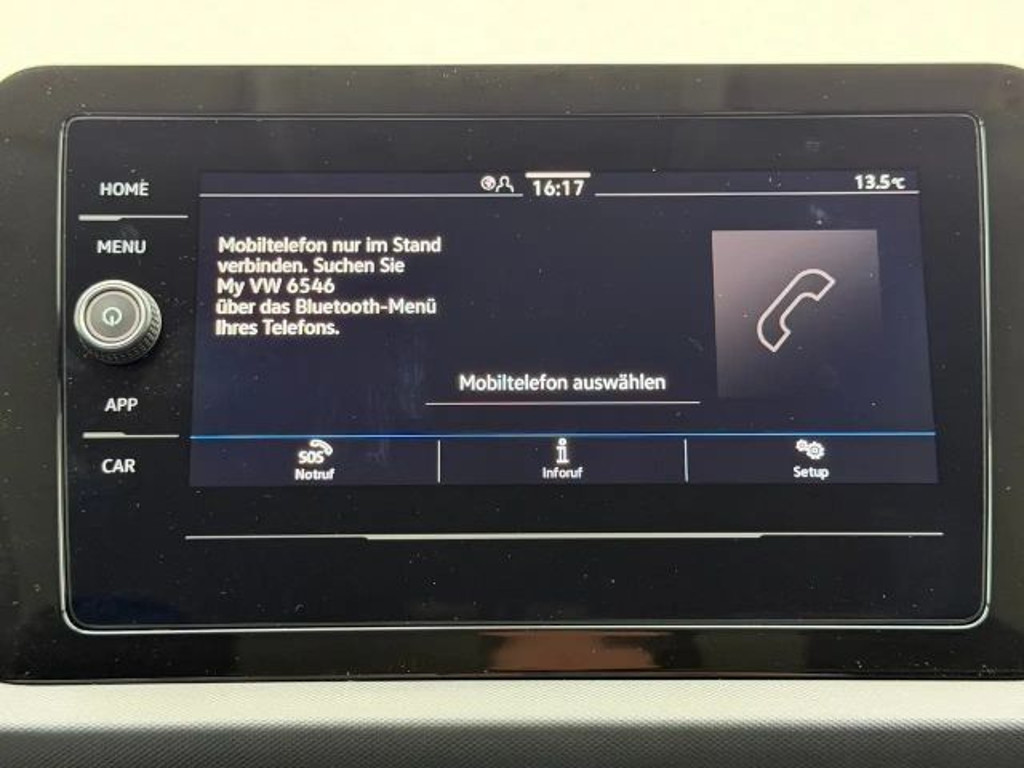 HOME
16:17
13.5°C
MENU
Mobiltelefon nur im Stand
verbinden. Suchen Sie
My VW 6546
über das Bluetooth-Menü
Ihres Telefons.
Mobiltelefon auswählen
APP
CAR
SOS
Notruf
Inforuf
Setup